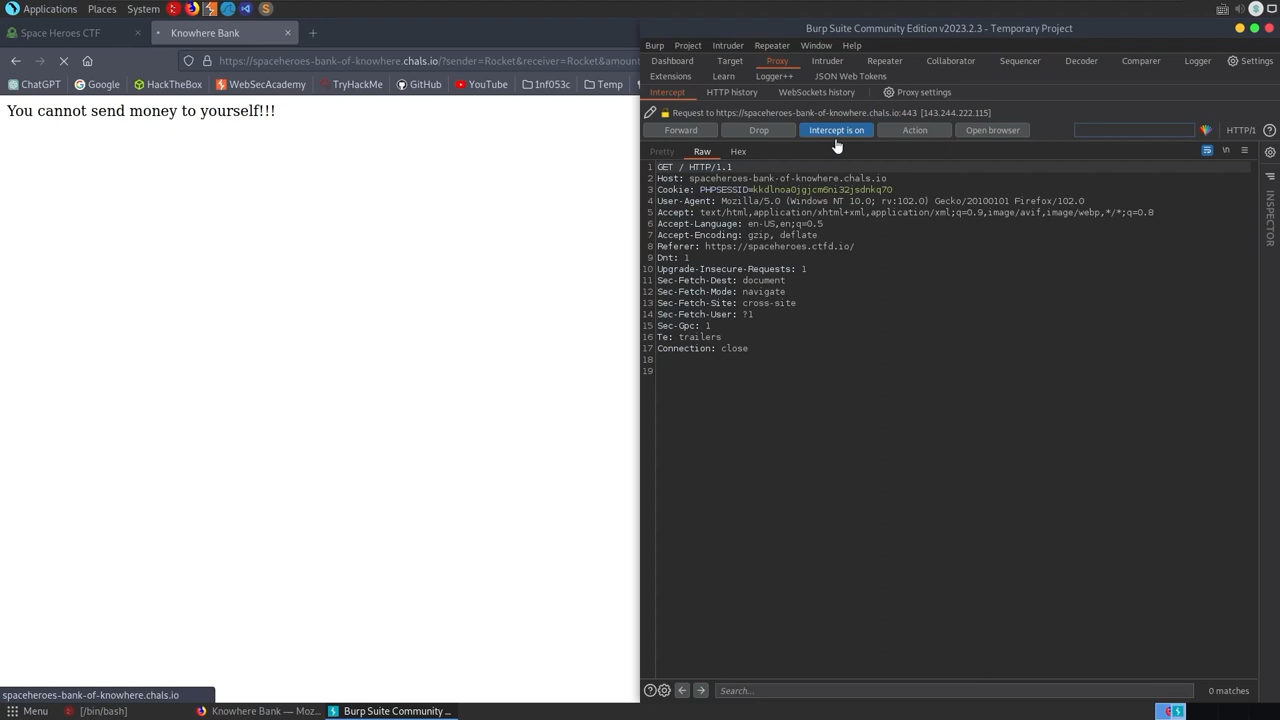 Applications Places System
Space Heroes CTF
Knowhere Bank
https://spaceheroes-bank-of-knowhere.chals.io/?sender=Rocket&receiver=Rocket&amoun
ChatGPT Google HackTheBox WebSecAcademy TryHackMe GitHub YouTube 1nf053c Temp
You cannot send money to yourself!!!
spaceheroes-bank-of-knowhere.chals.io
Burp Suite Community Edition v2023.2.3 - Temporary Project
Burp Project Intruder Repeater Window Help
Dashboard Target Proxy Intruder Repeater Collaborator Sequencer Decoder Comparer Logger Settings
Extensions Learn Logger++ JSON Web Tokens
Intercept HTTP history WebSockets history Proxy settings
Request to https://spaceheroes-bank-of-knowhere.chals.io:443 [143.244.222.115]
Forward Drop Intercept is on Action Open browser HTTP/1
Pretty Raw Hex \n
1 GET / HTTP/1.1
2 Host: spaceheroes-bank-of-knowhere.chals.io
3 Cookie: PHPSESSID=kkdlnoa0jgjcm6ni32jsdnkq70
4 User-Agent: Mozilla/5.0 (Windows NT 10.0; rv:102.0) Gecko/20100101 Firefox/102.0
5 Accept: text/html,application/xhtml+xml,application/xml;q=0.9,image/avif,image/webp,*/*;q=0.8
6 Accept-Language: en-US,en;q=0.5
7 Accept-Encoding: gzip, deflate
8 Referer: https://spaceheroes.ctfd.io/
9 Dnt: 1
10 Upgrade-Insecure-Requests: 1
11 Sec-Fetch-Dest: document
12 Sec-Fetch-Mode: navigate
13 Sec-Fetch-Site: cross-site
14 Sec-Fetch-User: ?1
15 Sec-Gpc: 1
16 Te: trailers
17 Connection: close
18
19
INSPECTOR
Search... 0 matches
Menu [/bin/bash] Knowhere Bank — Moz... Burp Suite Community ...